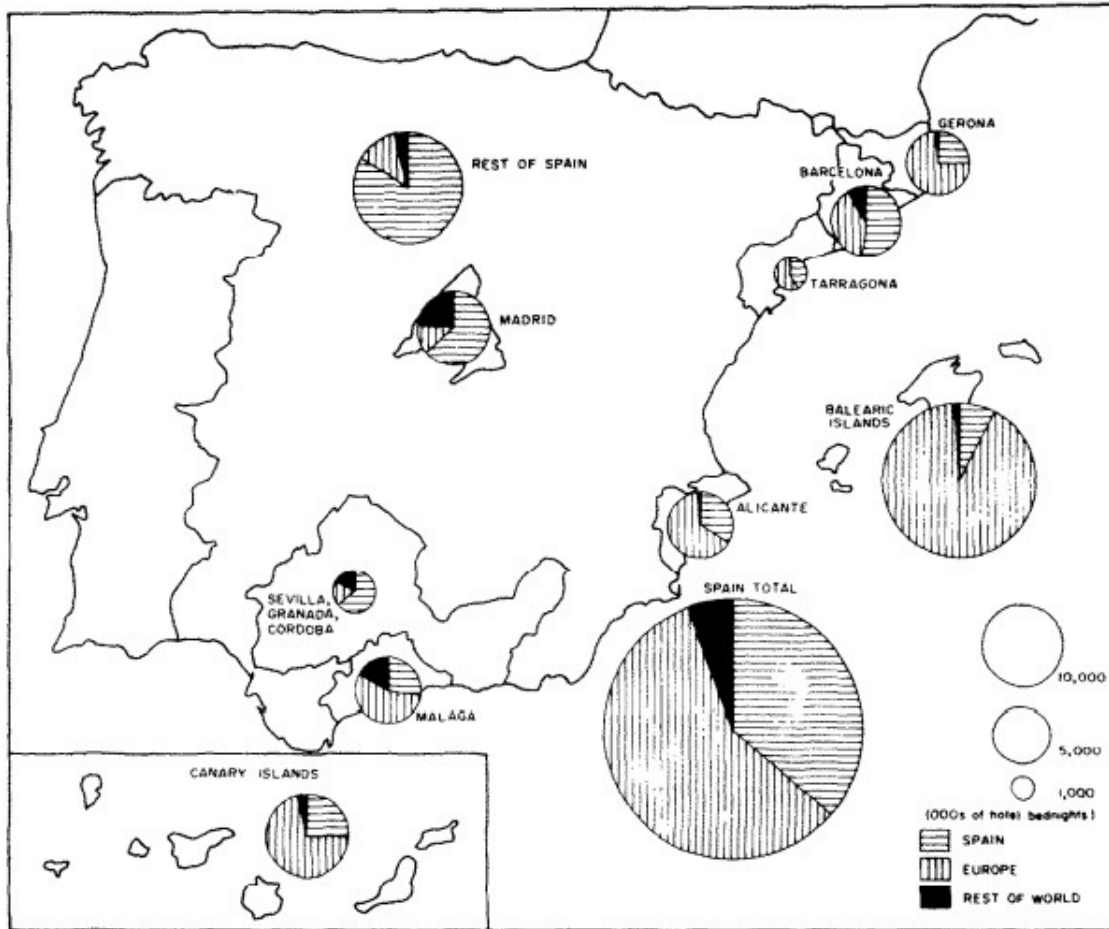 GERONA
REST OF SPAIN
BARCELONA
TARRAGONA
MADRID
BALEARIC
ISLANDS
ALICANTE
SPAIN TOTAL
SEVILLA,
GRANADA,
CORDOBA
MALAGA
10,000
5,000
1,000
(000s of hotel bednights)
SPAIN
EUROPE
REST OF WORLD
CANARY ISLANDS